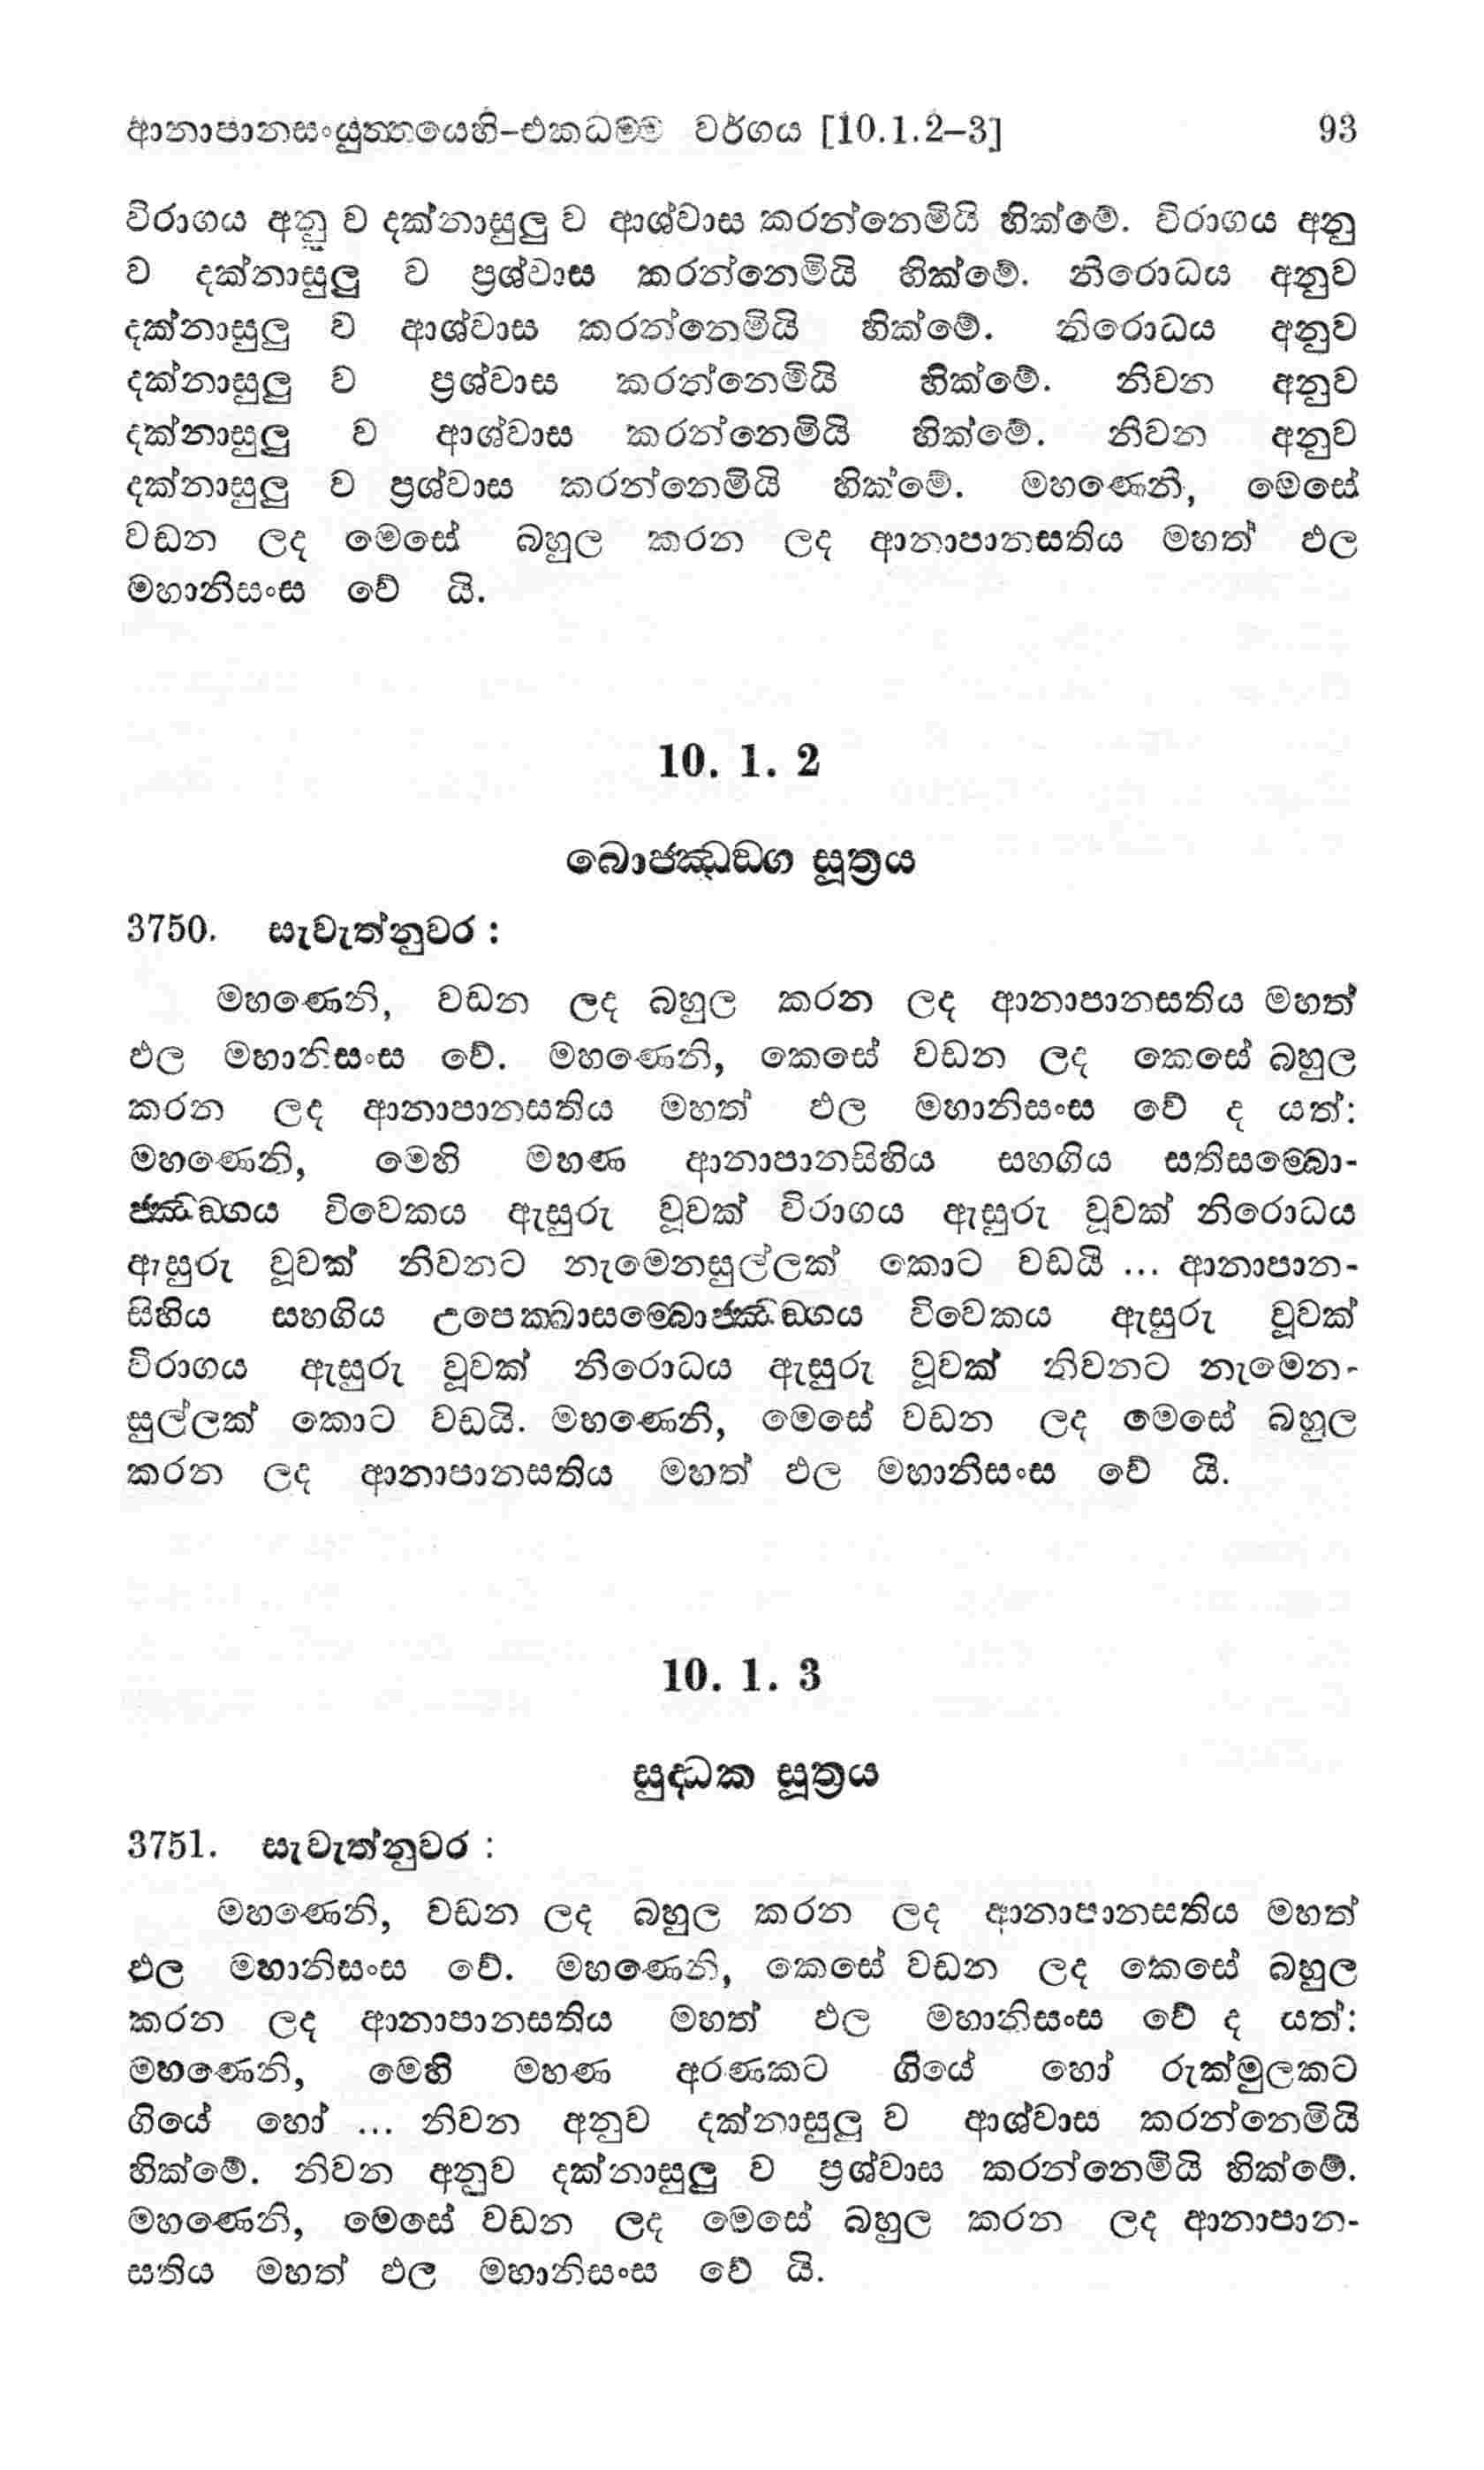 ආනාපානසංයුත්තයෙහි-එකධම්ම වර්ගය [10.1.2-3] 93
විරාගය අනු ව දක්නාසුලු ව ආශ්වාස කරන්නෙමියි හික්මේ. විරාගය අනු
ව දක්නාසුලු ව ප්‍රශ්වාස කරන්නෙමියි හික්මේ. නිරොධය අනුව
දක්නාසුලු ව ආශ්වාස කරන්නෙමියි හික්මේ. නිරොධය අනුව
දක්නාසුලු ව ප්‍රශ්වාස කරන්නෙමියි හික්මේ. නිවන අනුව
දක්නාසුලු ව ආශ්වාස කරන්නෙමියි හික්මේ. නිවන අනුව
දක්නාසුලු ව ප්‍රශ්වාස කරන්නෙමියි හික්මේ. මහණෙනි, මෙසේ
වඩන ලද මෙසේ බහුල කරන ලද ආනාපානසතිය මහත් ඵල
මහානිසංස වේ යි.
10. 1. 2
බොජ්ඣඞ්ග සූත්‍රය
3750. සැවැත්නුවර :
මහණෙනි, වඩන ලද බහුල කරන ලද ආනාපානසතිය මහත්
ඵල මහානිසංස වේ. මහණෙනි, කෙසේ වඩන ලද කෙසේ බහුල
කරන ලද ආනාපානසතිය මහත් ඵල මහානිසංස වේ ද යත්:
මහණෙනි, මෙහි මහණ ආනාපානසිහිය සහගිය සතිසම්බො-
ජ්ඣඞ්ගය විවෙකය ඇසුරු වූවක් විරාගය ඇසුරු වූවක් නිරොධය
ඇසුරු වූවක් නිවනට නැමෙනසුල්ලක් කොට වඩයි ... ආනාපාන-
සිහිය සහගිය උපෙක්ඛාසම්බොජ්ඣඞ්ගය විවෙකය ඇසුරු වූවක්
විරාගය ඇසුරු වූවක් නිරොධය ඇසුරු වූවක් නිවනට නැමෙන-
සුල්ලක් කොට වඩයි. මහණෙනි, මෙසේ වඩන ලද මෙසේ බහුල
කරන ලද ආනාපානසතිය මහත් ඵල මහානිසංස වේ යි.
10. 1. 3
සුද්ධක සූත්‍රය
3751. සැවැත්නුවර :
මහණෙනි, වඩන ලද බහුල කරන ලද ආනාපානසතිය මහත්
ඵල මහානිසංස වේ. මහණෙනි, කෙසේ වඩන ලද කෙසේ බහුල
කරන ලද ආනාපානසතිය මහත් ඵල මහානිසංස වේ ද යත්:
මහණෙනි, මෙහි මහණ අරණකට ගියේ හෝ රුක්මුලකට
ගියේ හෝ ... නිවන අනුව දක්නාසුලු ව ආශ්වාස කරන්නෙමියි
හික්මේ. නිවන අනුව දක්නාසුලු ව ප්‍රශ්වාස කරන්නෙමියි හික්මේ.
මහණෙනි, මෙසේ වඩන ලද මෙසේ බහුල කරන ලද ආනාපාන-
සතිය මහත් ඵල මහානිසංස වේ යි.